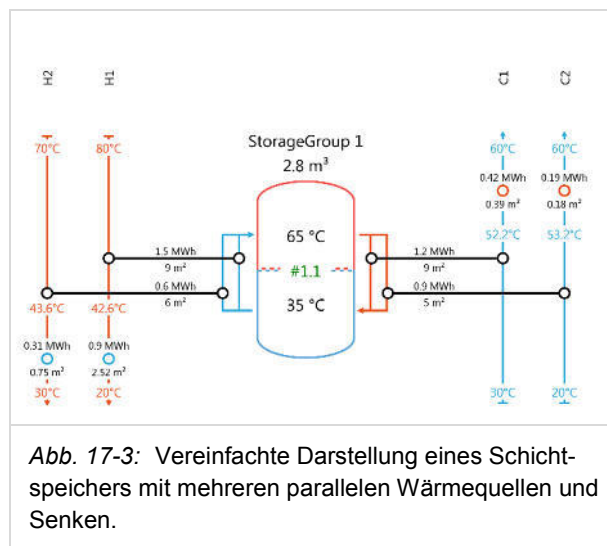 H2
H1
C1
C2
70°C
80°C
StorageGroup 1
2.8 m³
60°C
60°C
0.42 MWh
0.39 m²
0.19 MWh
0.18 m²
65 °C
52.2°C
53.2°C
1.5 MWh
9 m²
1.2 MWh
9 m²
#1.1
0.6 MWh
6 m²
0.9 MWh
5 m²
43.6°C
42.6°C
35 °C
0.31 MWh
0.75 m²
0.9 MWh
2.52 m²
30°C
20°C
30°C
20°C
Abb. 17-3: Vereinfachte Darstellung eines Schicht-
speichers mit mehreren parallelen Wärmequellen und
Senken.